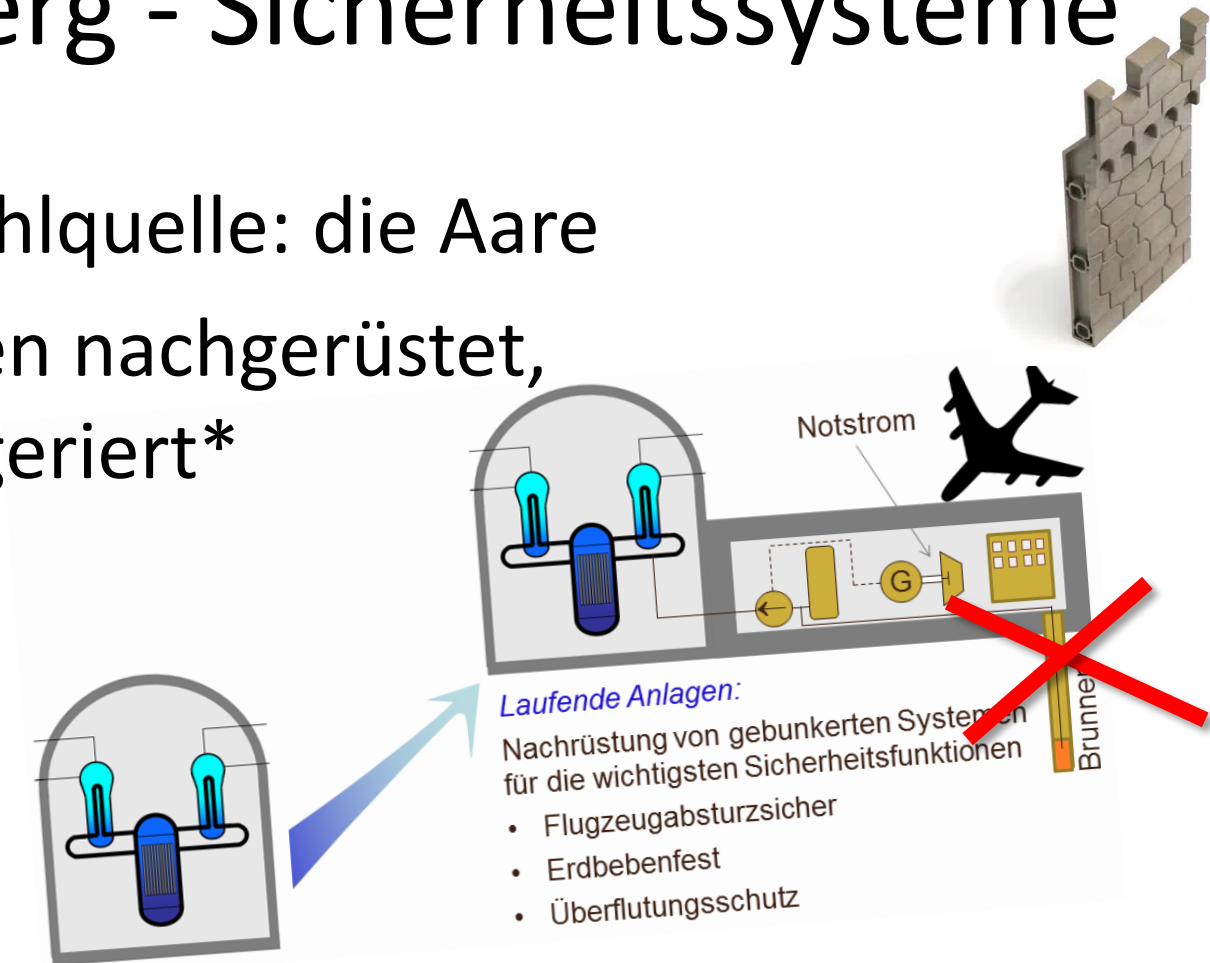 erg - Sicherheitssysteme
hlquelle: die Aare
en nachgerüstet,
geriert*
Notstrom
G
Brunnen
Laufende Anlagen:
Nachrüstung von gebunkerten Systemen
für die wichtigsten Sicherheitsfunktionen
• Flugzeugabsturzsicher
• Erdbebenfest
• Überflutungsschutz